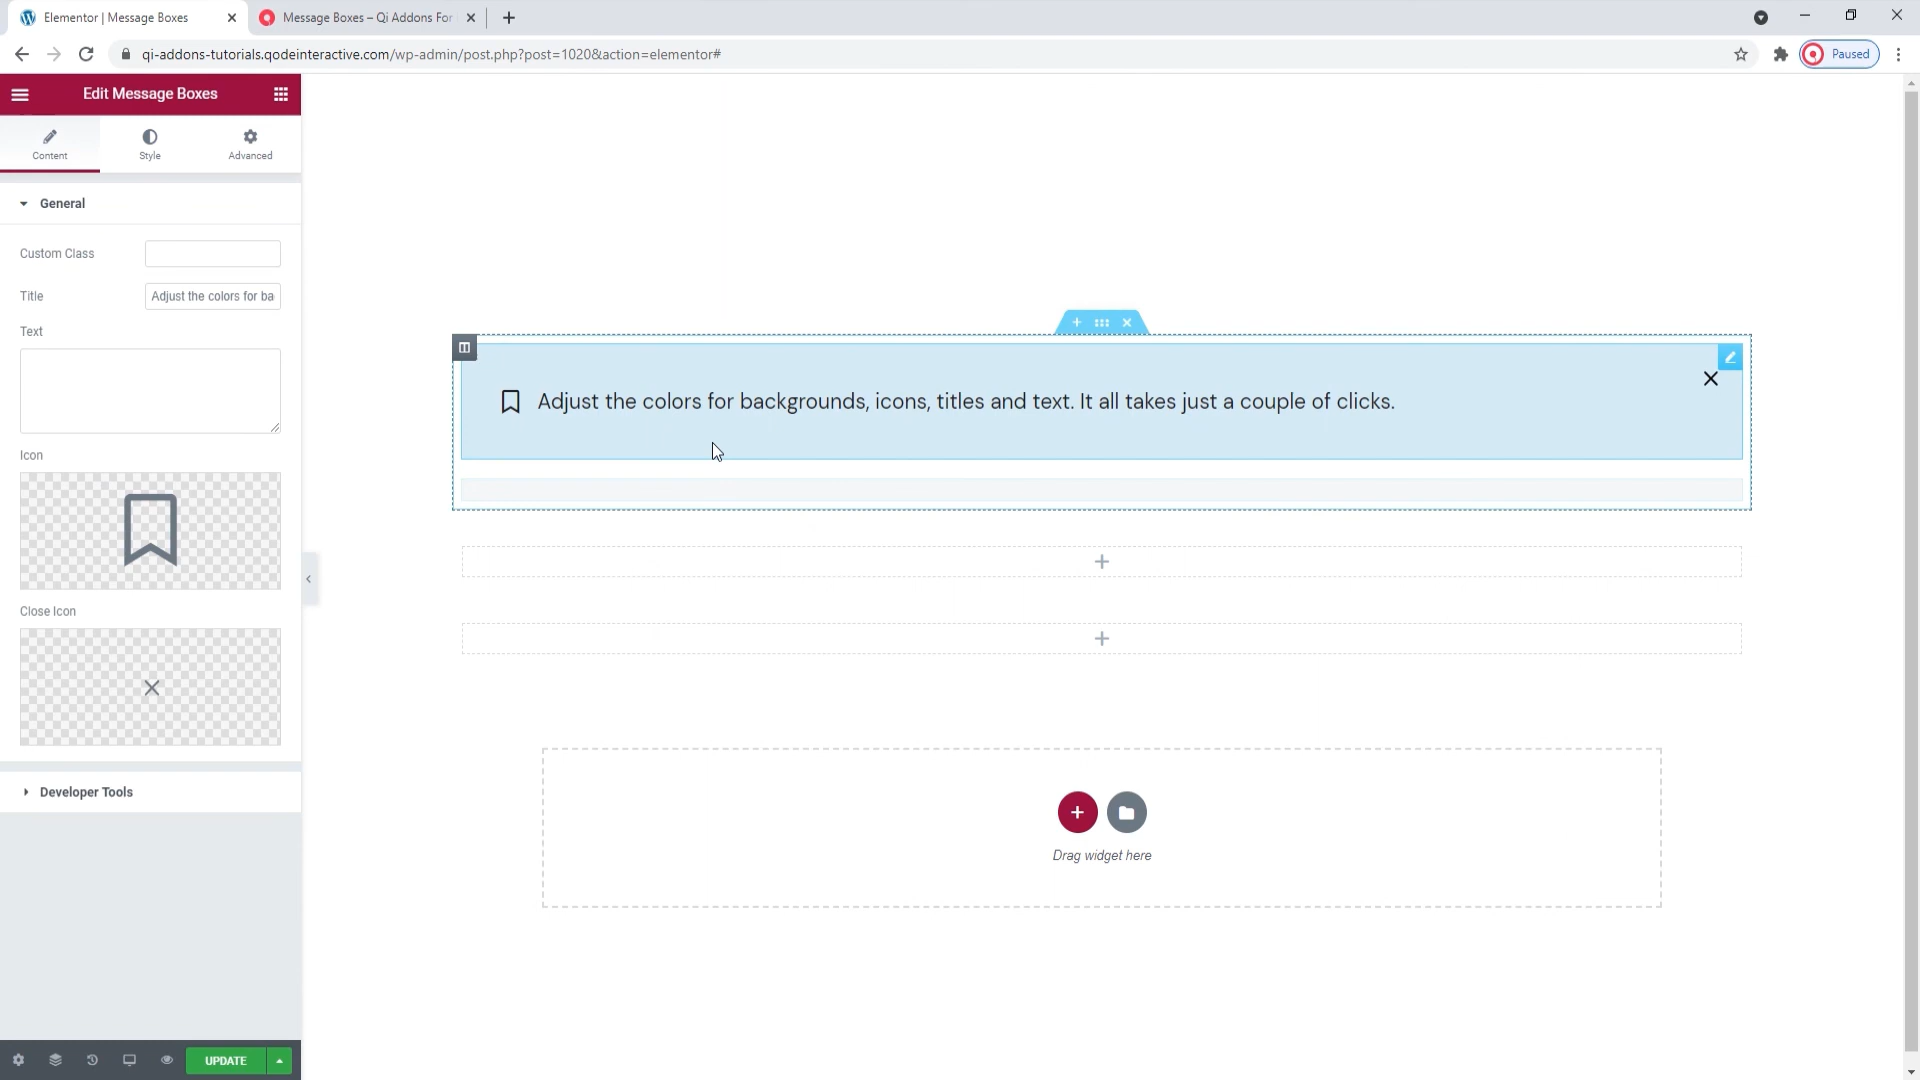 Elementor | Message Boxes
Message Boxes – Qi Addons For
qi-addons-tutorials.qodeinteractive.com/wp-admin/post.php?post=1020&action=elementor#
Paused
Edit Message Boxes
Content
Style
Advanced
General
Custom Class
Title
Adjust the colors for ba
Text
Icon
Close Icon
Developer Tools
UPDATE
Adjust the colors for backgrounds, icons, titles and text. It all takes just a couple of clicks.
Drag widget here